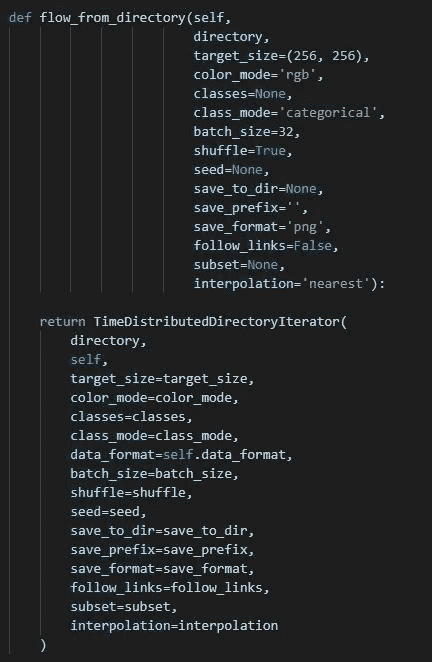 def flow_from_directory(self,
directory,
target_size=(256, 256),
color_mode='rgb',
classes=None,
class_mode='categorical',
batch_size=32,
shuffle=True,
seed=None,
save_to_dir=None,
save_prefix='',
save_format='png',
follow_links=False,
subset=None,
interpolation='nearest'):
return TimeDistributedDirectoryIterator(
directory,
self,
target_size=target_size,
color_mode=color_mode,
classes=classes,
class_mode=class_mode,
data_format=self.data_format,
batch_size=batch_size,
shuffle=shuffle,
seed=seed,
save_to_dir=save_to_dir,
save_prefix=save_prefix,
save_format=save_format,
follow_links=follow_links,
subset=subset,
interpolation=interpolation
)